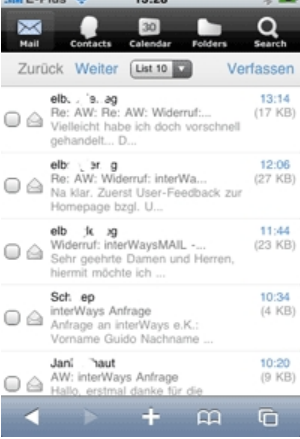 E-Plus 13:28
Mail Contacts Calendar Folders Search
30
Zurück Weiter List 10 Verfassen
13:14
Re: AW: Re: AW: Widerruf:... (17 KB)
Vielleicht habe ich doch vorschnell
gehandelt... D...
12:06
Re: AW: Widerruf: interWa... (27 KB)
Na klar. Zuerst User-Feedback zur
Homepage bzgl. U...
11:44
Widerruf: interWaysMAIL -... (23 KB)
Sehr geehrte Damen und Herren,
hiermit möchte ich ...
10:34
interWays Anfrage (4 KB)
Anfrage an interWays e.K.:
Vorname Guido Nachname ...
10:20
AW: interWays Anfrage (9 KB)
Hallo, erstmal danke für die